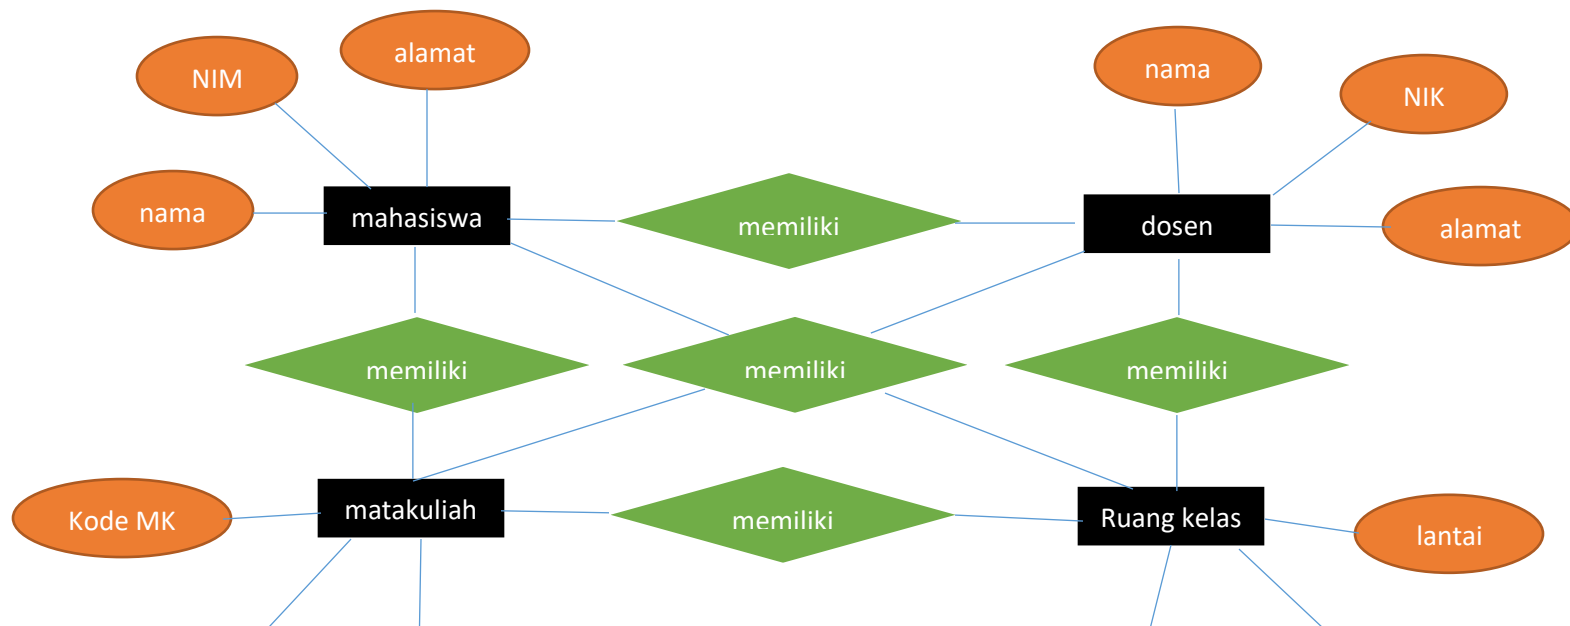 alamat
nama
NIM
NIK
nama
mahasiswa
memiliki
dosen
alamat
memiliki
memiliki
memiliki
Kode MK
matakuliah
memiliki
Ruang kelas
lantai